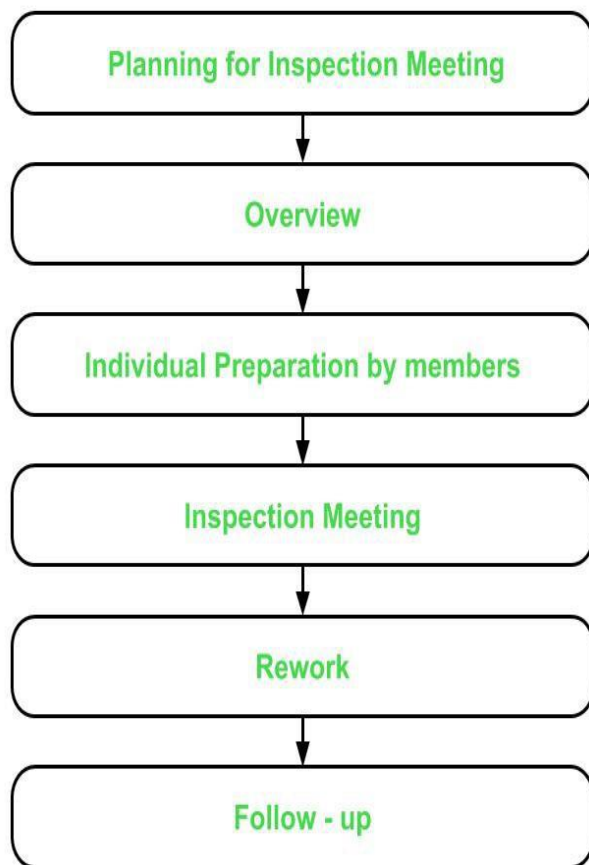 Planning for Inspection Meeting
Overview
Individual Preparation by members
Inspection Meeting
Rework
Follow - up